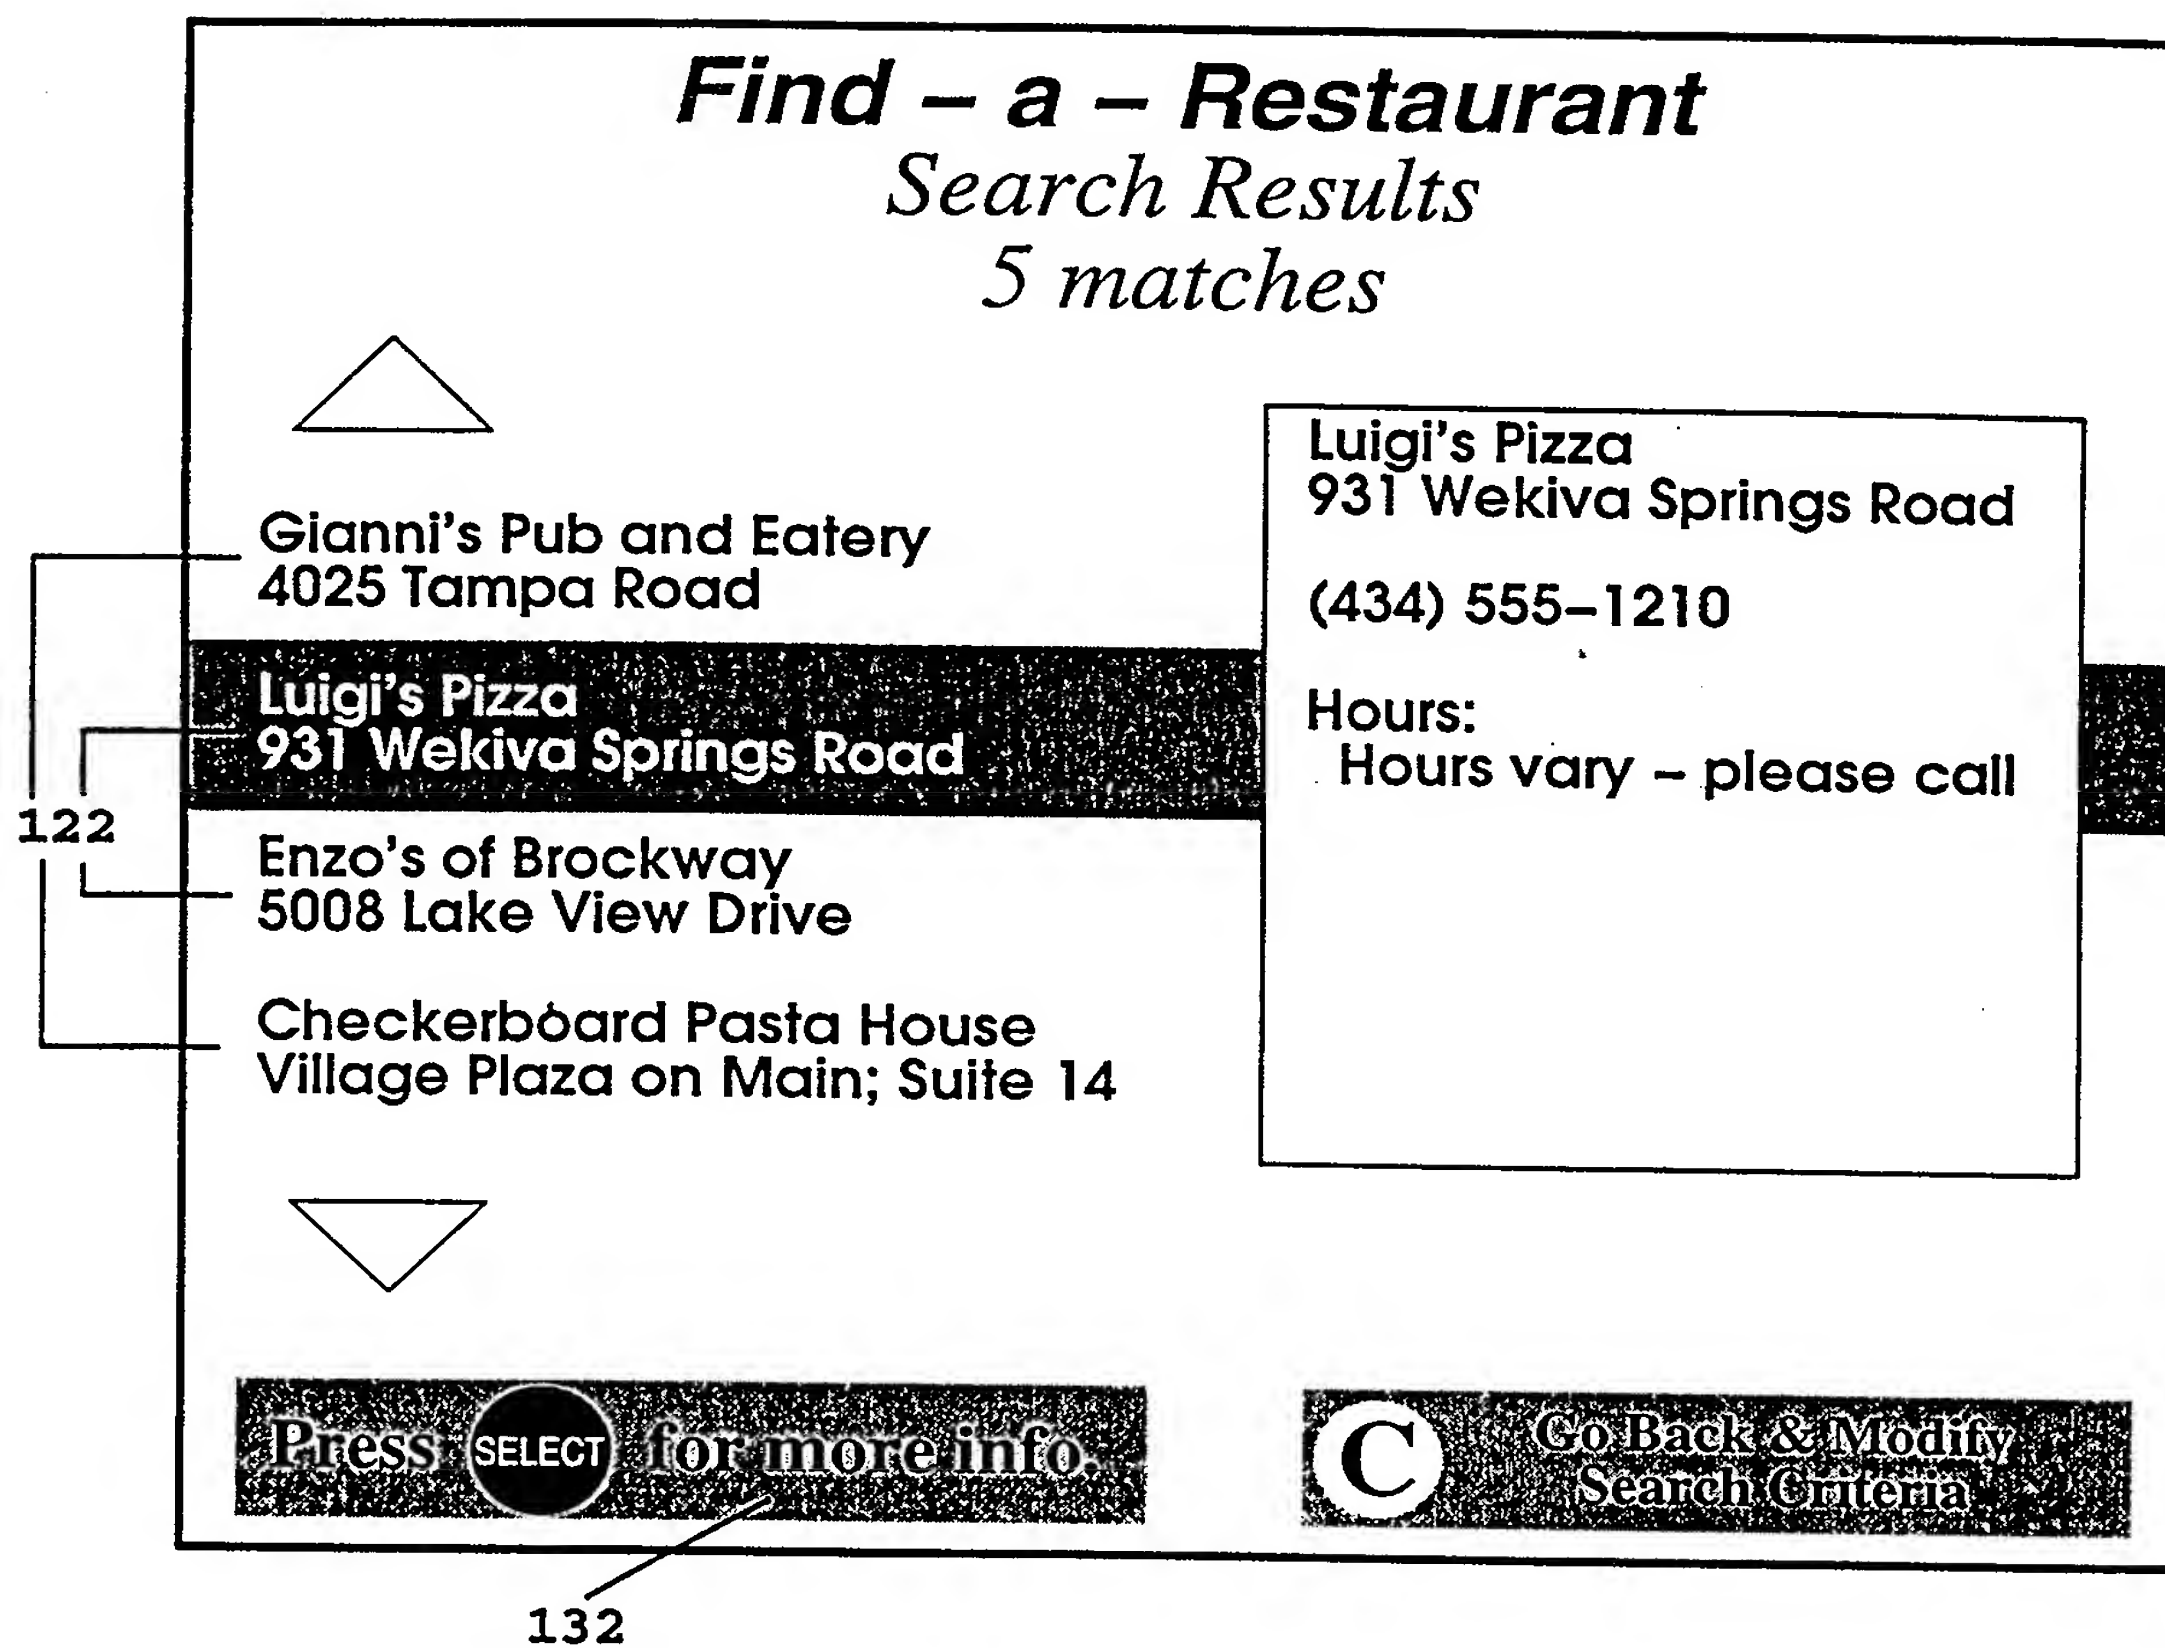 Find – a – Restaurant
Search Results
5 matches
Gianni's Pub and Eatery
4025 Tampa Road
Luigi's Pizza
931 Wekiva Springs Road
122
Enzo's of Brockway
5008 Lake View Drive
Checkerboard Pasta House
Village Plaza on Main; Suite 14
Luigi's Pizza
931 Wekiva Springs Road
(434) 555–1210
Hours:
Hours vary – please call
Press SELECT for more info.
C Go Back & Modify
Search Criteria
132